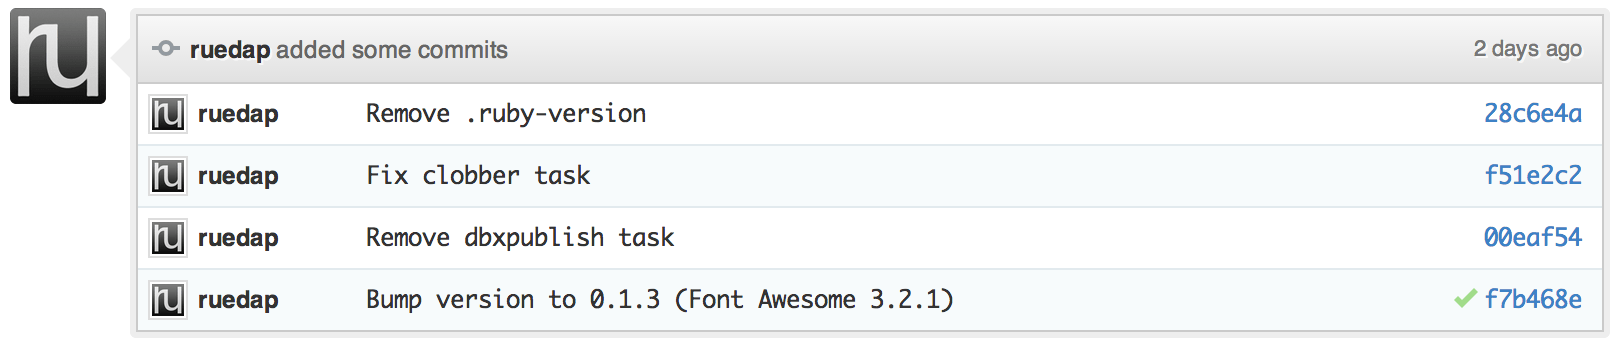 ru
ruedap added some commits 2 days ago
ru ruedap Remove .ruby-version 28c6e4a
ru ruedap Fix clobber task f51e2c2
ru ruedap Remove dbxpublish task 00eaf54
ru ruedap Bump version to 0.1.3 (Font Awesome 3.2.1) f7b468e